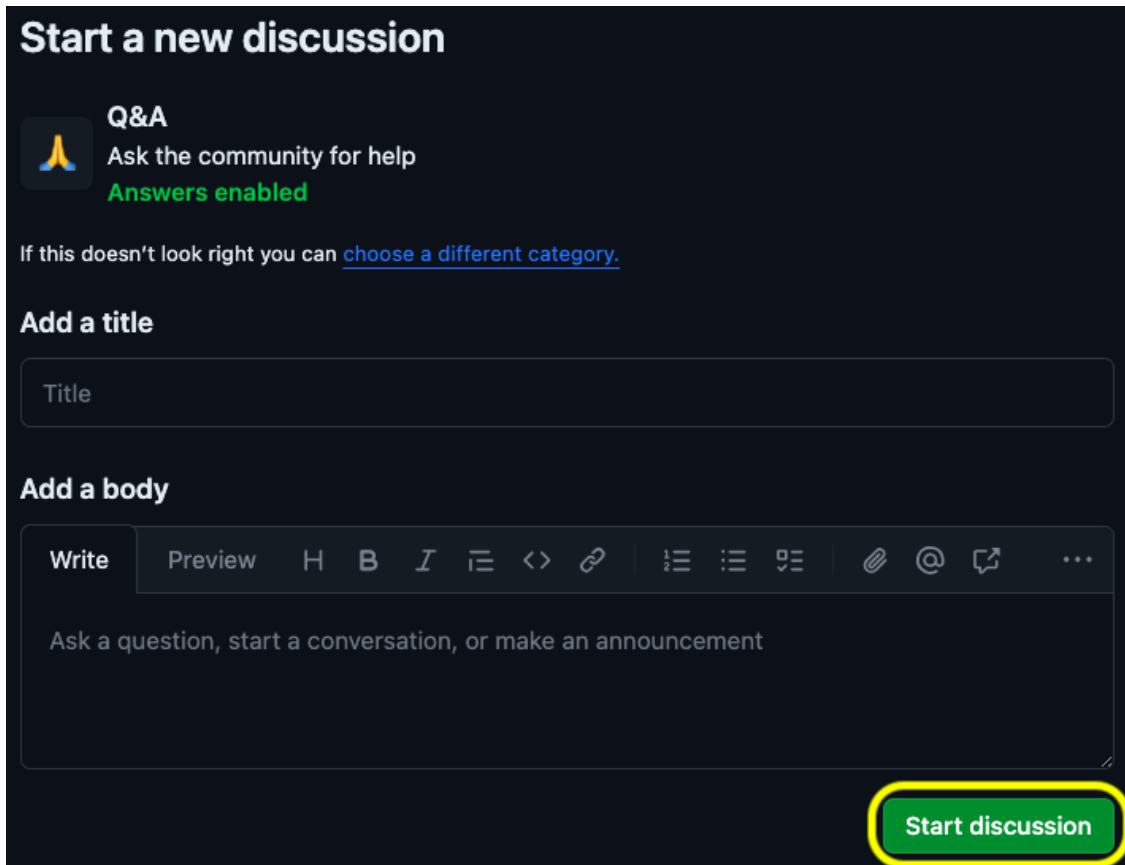 Start a new discussion
Q&A
Ask the community for help
Answers enabled
If this doesn't look right you can choose a different category.
Add a title
Title
Add a body
Write Preview
Ask a question, start a conversation, or make an announcement
Start discussion